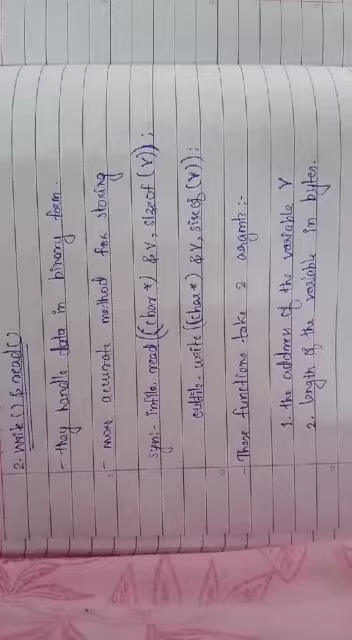 2. write() & read()
- they handle data in binary form.
- more accurate method for storing
syn:- infile.read((char *) &V, sizeof (V));
outfile.write((char *) &V, sizeof (V));
- These functions take 2 aragmts:-
1. the address of the variable V
2. length of the variable in bytes.